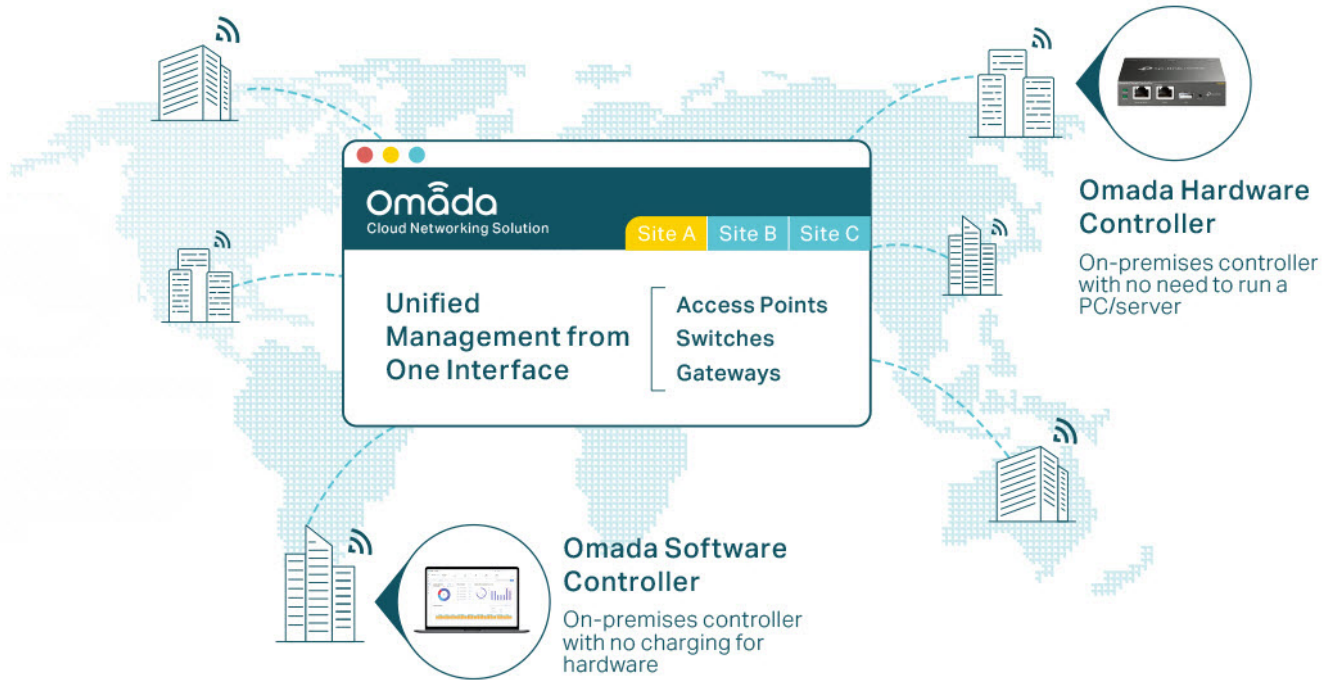 Omada
Cloud Networking Solution
Site A
Site B
Site C
Unified
Management from
One Interface
Access Points
Switches
Gateways
Omada Hardware
Controller
On-premises controller
with no need to run a
PC/server
Omada Software
Controller
On-premises controller
with no charging for
hardware